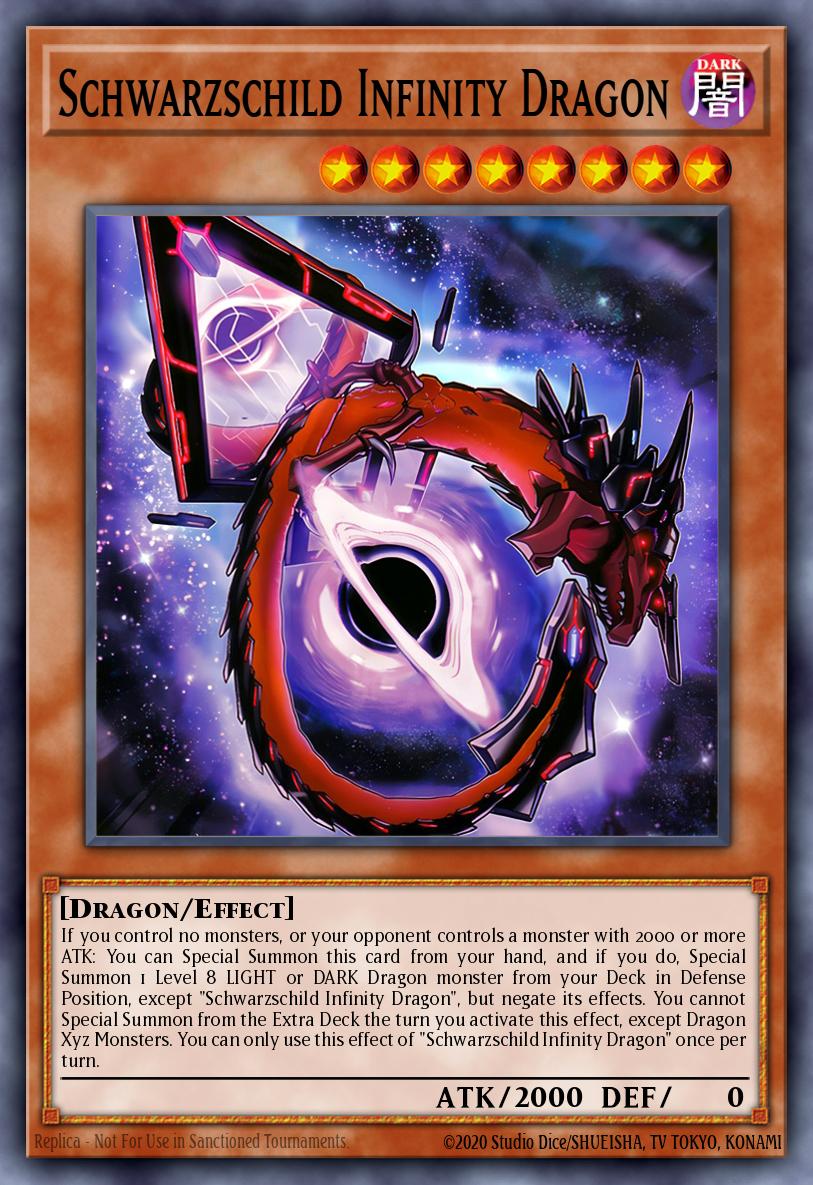 Schwarzschild Infinity Dragon
DARK
闇
[Dragon/Effect]
If you control no monsters, or your opponent controls a monster with 2000 or more
ATK: You can Special Summon this card from your hand, and if you do, Special
Summon 1 Level 8 LIGHT or DARK Dragon monster from your Deck in Defense
Position, except "Schwarzschild Infinity Dragon", but negate its effects. You cannot
Special Summon from the Extra Deck the turn you activate this effect, except Dragon
Xyz Monsters. You can only use this effect of "Schwarzschild Infinity Dragon" once per
turn.
ATK/2000 DEF/ 0
Replica - Not For Use in Sanctioned Tournaments.
©2020 Studio Dice/SHUEISHA, TV TOKYO, KONAMI